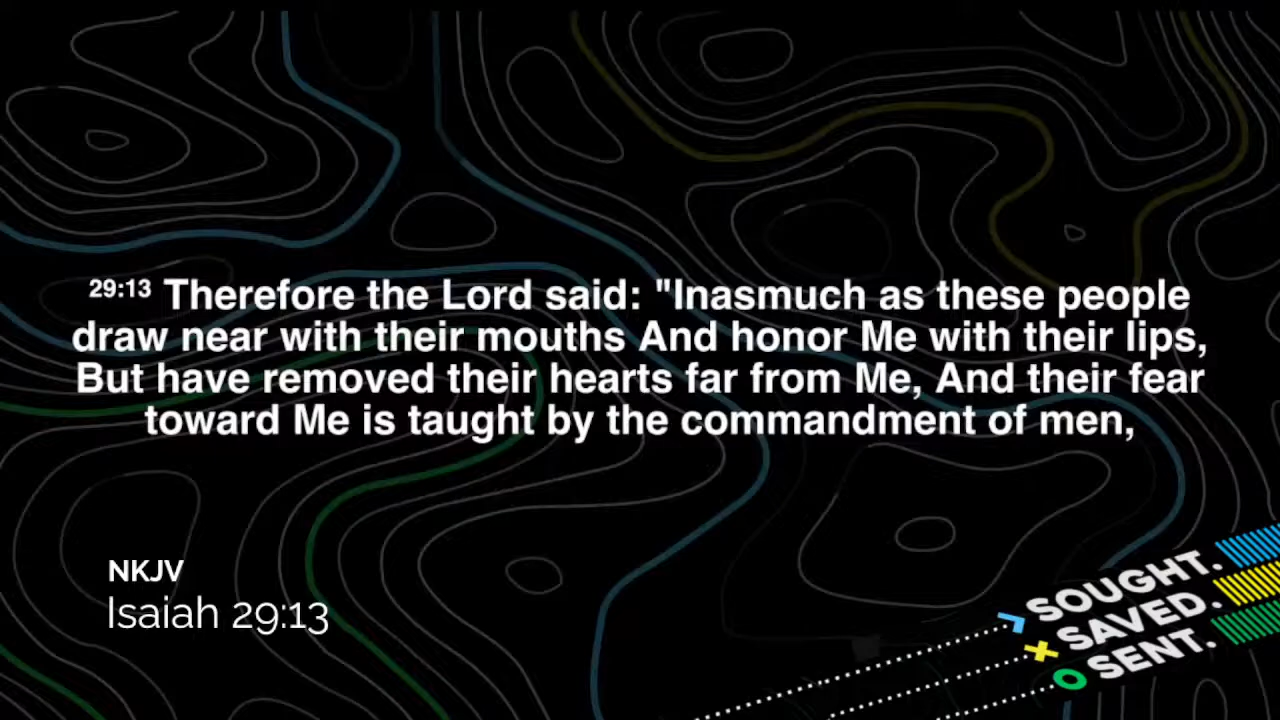 29:13 Therefore the Lord said: "Inasmuch as these people
draw near with their mouths And honor Me with their lips,
But have removed their hearts far from Me, And their fear
toward Me is taught by the commandment of men,
NKJV
Isaiah 29:13
SOUGHT.
SAVED.
SENT.